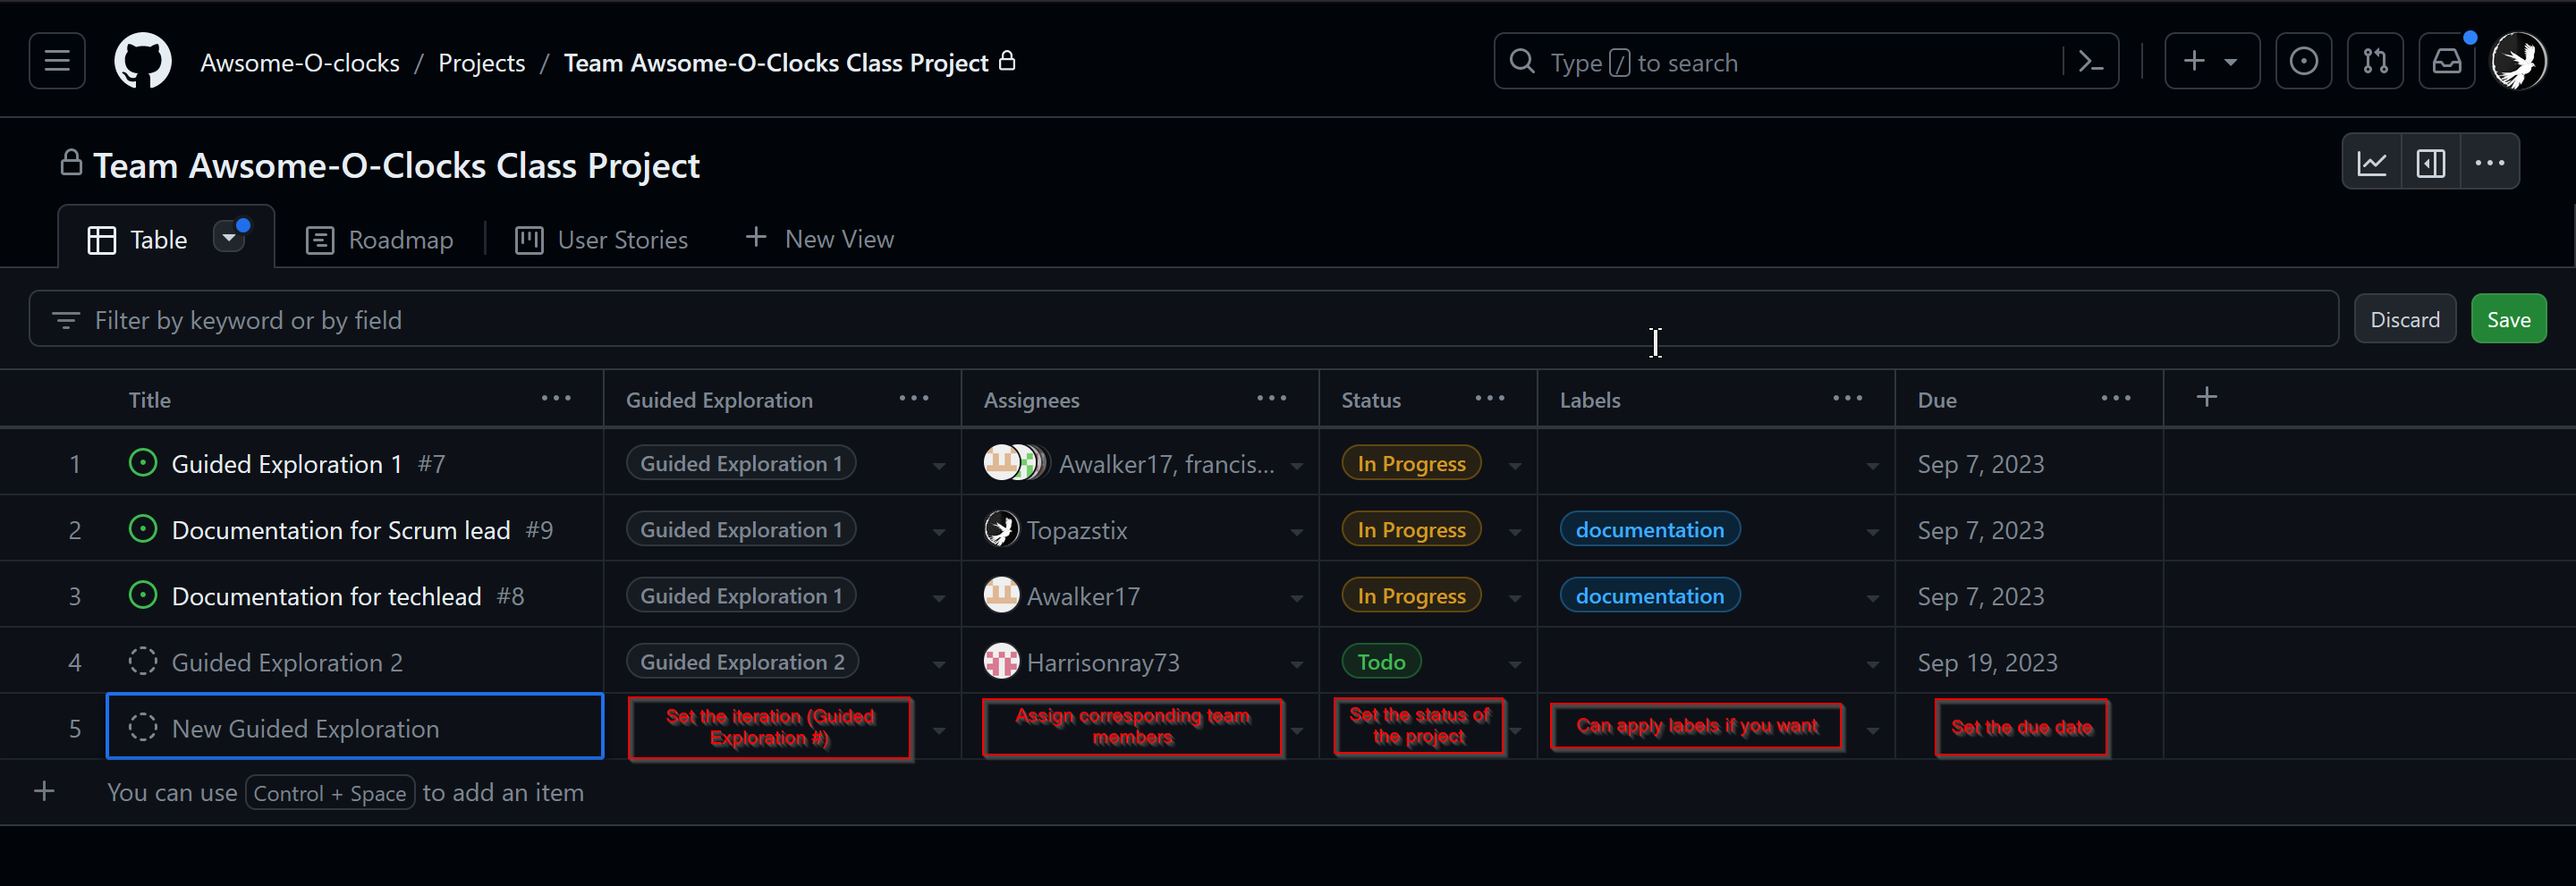 Awsome-O-clocks / Projects / Team Awsome-O-Clocks Class Project
Type / to search
Team Awsome-O-Clocks Class Project
Table Roadmap User Stories + New View
Filter by keyword or by field Discard Save
Title Guided Exploration Assignees Status Labels Due
1 Guided Exploration 1 #7 Guided Exploration 1 Awalker17, francis... In Progress Sep 7, 2023
2 Documentation for Scrum lead #9 Guided Exploration 1 Topazstix In Progress documentation Sep 7, 2023
3 Documentation for techlead #8 Guided Exploration 1 Awalker17 In Progress documentation Sep 7, 2023
4 Guided Exploration 2 Guided Exploration 2 Harrisonray73 Todo Sep 19, 2023
5 New Guided Exploration
Set the iteration (Guided
Exploration #)
Assign corresponding team
members
Set the status of
the project
Can apply labels if you want
Set the due date
+ You can use Control + Space to add an item